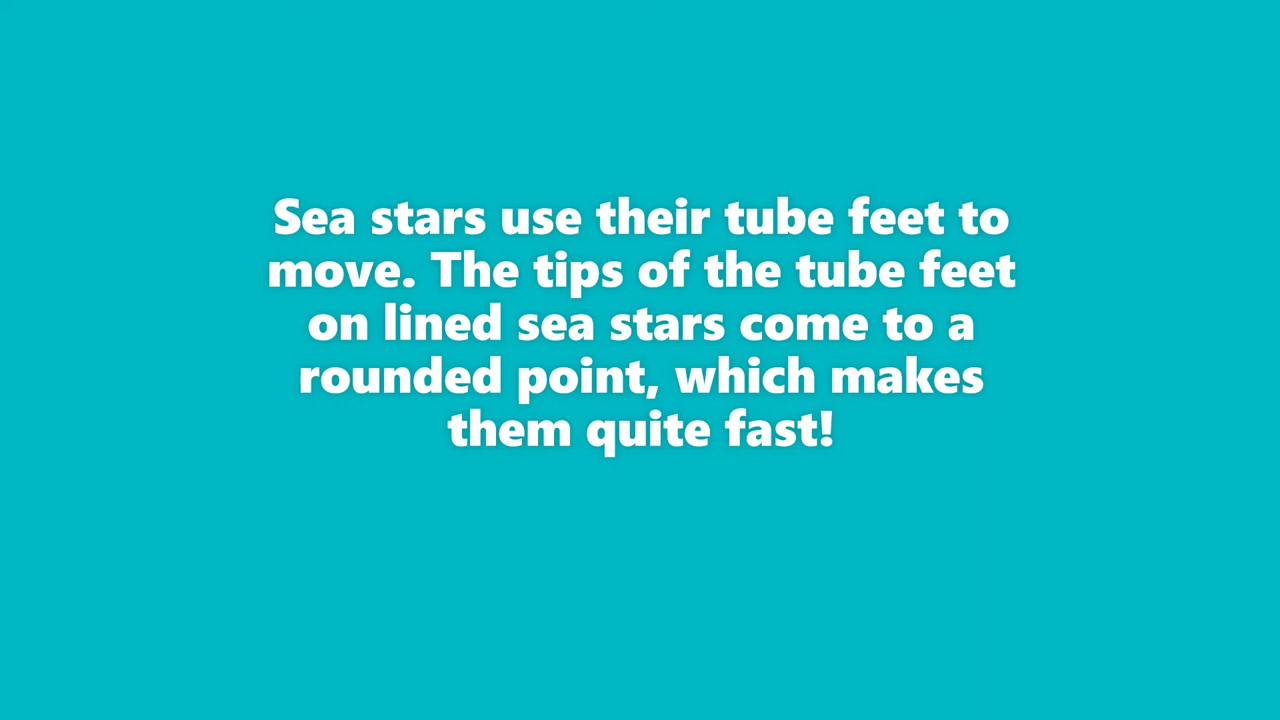 Sea stars use their tube feet to
move. The tips of the tube feet
on lined sea stars come to a
rounded point, which makes
them quite fast!